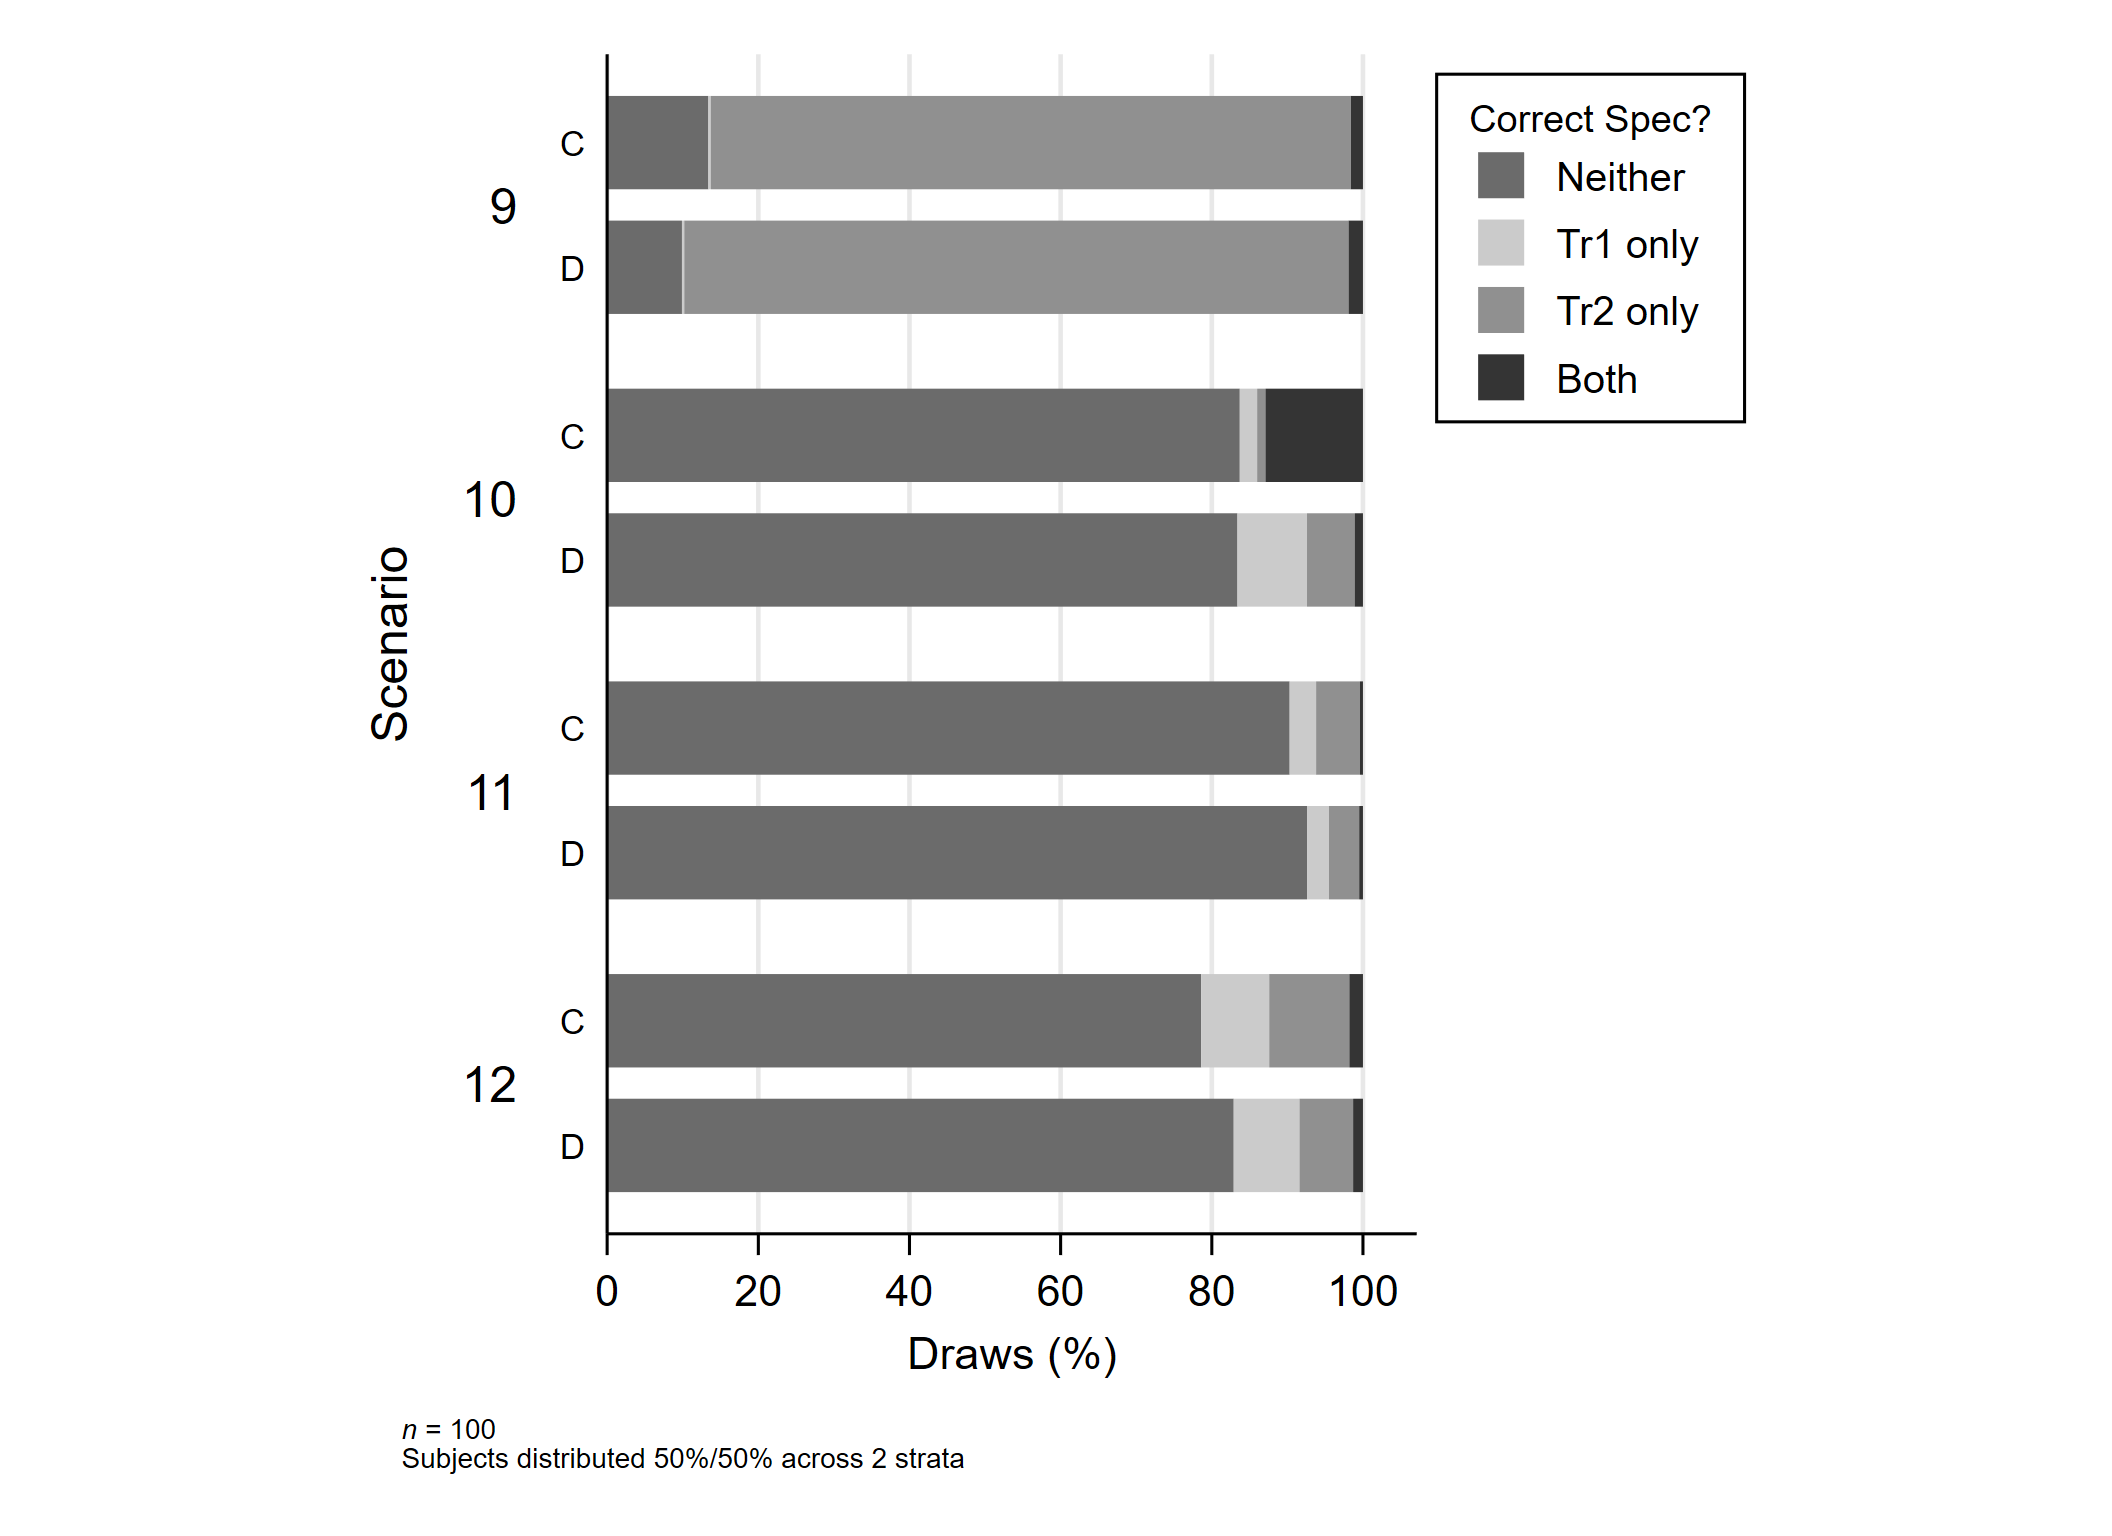 Correct Spec?
Neither
Tr1 only
Tr2 only
Both
Scenario
9
C
D
10
C
D
11
C
D
12
C
D
0 20 40 60 80 100
Draws (%)
n = 100
Subjects distributed 50%/50% across 2 strata